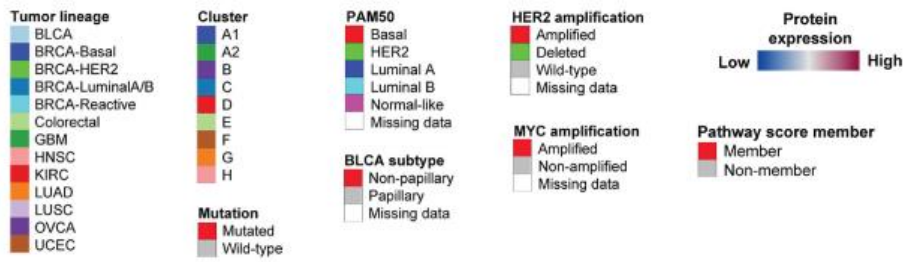 Tumor lineage
BLCA
BRCA-Basal
BRCA-HER2
BRCA-LuminalA/B
BRCA-Reactive
Colorectal
GBM
HNSC
KIRC
LUAD
LUSC
OVCA
UCEC
Cluster
A1
A2
B
C
D
E
F
G
H
Mutation
Mutated
Wild-type
PAM50
Basal
HER2
Luminal A
Luminal B
Normal-like
Missing data
BLCA subtype
Non-papillary
Papillary
Missing data
HER2 amplification
Amplified
Deleted
Wild-type
Missing data
MYC amplification
Amplified
Non-amplified
Missing data
Protein
expression
Low High
Pathway score member
Member
Non-member